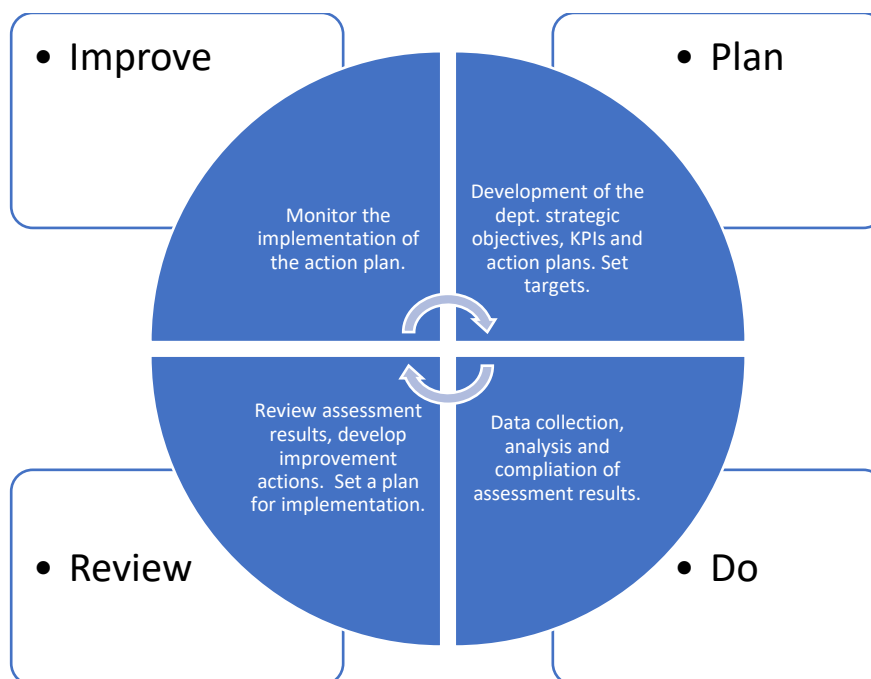 • Improve
• Plan
Monitor the
implementation of
the action plan.
Development of the
dept. strategic
objectives, KPIs and
action plans. Set
targets.
Review assessment
results, develop
improvement
actions.  Set a plan
for implementation.
Data collection,
analysis and
compliation of
assessment results.
• Review
• Do